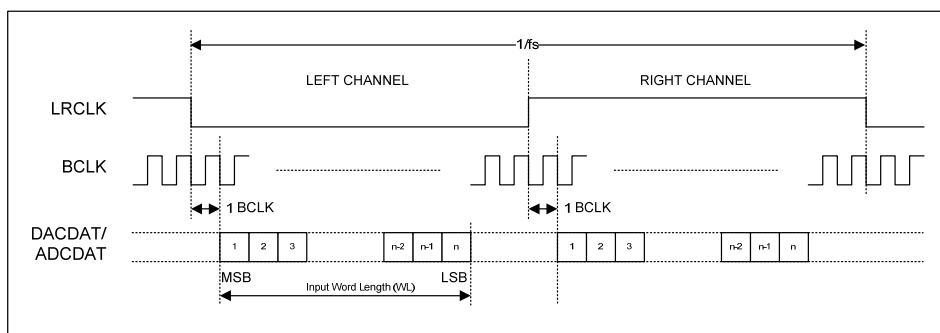 1/fs
LEFT CHANNEL RIGHT CHANNEL
LRCLK
BCLK
1 BCLK 1 BCLK
DACDAT/
ADCDAT
1 2 3 n-2 n-1 n 1 2 3 n-2 n-1 n
MSB LSB
Input Word Length (WL)